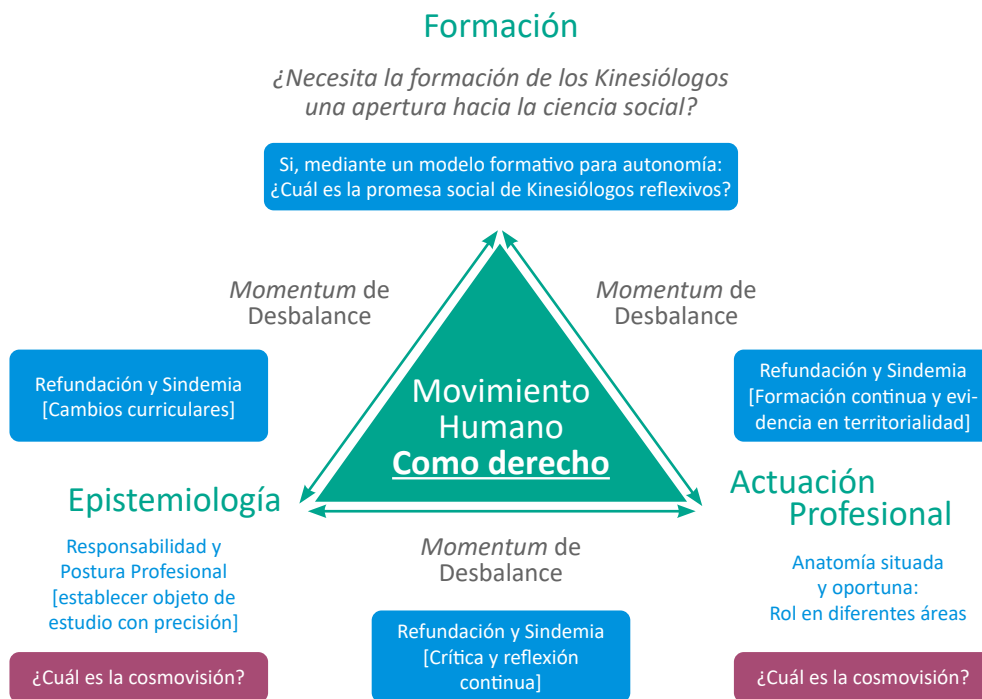 Formación
¿Necesita la formación de los Kinesiólogos
una apertura hacia la ciencia social?
Si, mediante un modelo formativo para autonomía:
¿Cuál es la promesa social de Kinesiólogos reflexivos?
Momentum de
Desbalance
Momentum de
Desbalance
Refundación y Sindemia
[Cambios curriculares]
Movimiento
Humano
Como derecho
Refundación y Sindemia
[Formación continua y evi-
dencia en territorialidad]
Epistemiología
Responsabilidad y
Postura Profesional
[establecer objeto de
estudio con precisión]
¿Cuál es la cosmovisión?
Momentum de
Desbalance
Refundación y Sindemia
[Crítica y reflexión
continua]
Actuación
Profesional
Anatomía situada
y oportuna:
Rol en diferentes áreas
¿Cuál es la cosmovisión?